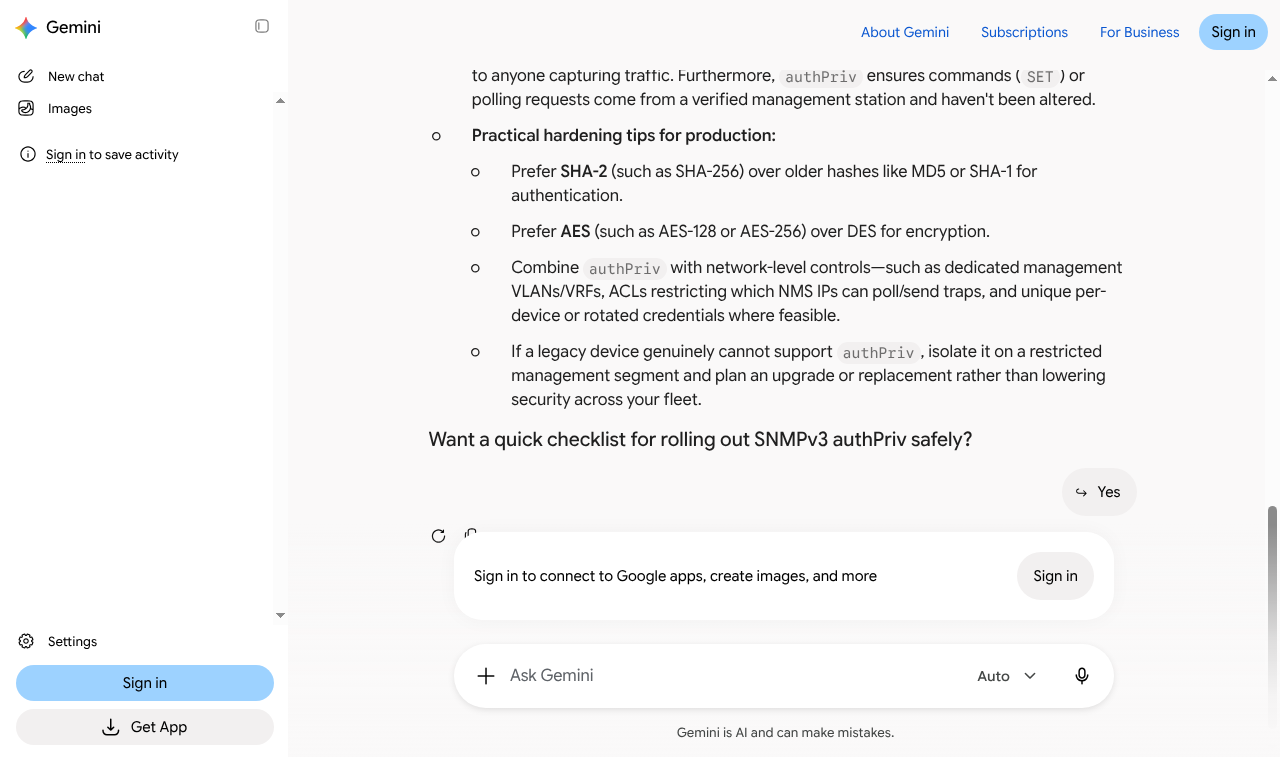 Gemini
New chat
Images
Sign in to save activity
Settings
Sign in
Get App
About Gemini
Subscriptions
For Business
Sign in
to anyone capturing traffic. Furthermore, authPriv ensures commands ( SET ) or
polling requests come from a verified management station and haven't been altered.
Practical hardening tips for production:
Prefer SHA-2 (such as SHA-256) over older hashes like MD5 or SHA-1 for
authentication.
Prefer AES (such as AES-128 or AES-256) over DES for encryption.
Combine authPriv with network-level controls—such as dedicated management
VLANs/VRFs, ACLs restricting which NMS IPs can poll/send traps, and unique per-
device or rotated credentials where feasible.
If a legacy device genuinely cannot support authPriv , isolate it on a restricted
management segment and plan an upgrade or replacement rather than lowering
security across your fleet.
Want a quick checklist for rolling out SNMPv3 authPriv safely?
Yes
Sign in to connect to Google apps, create images, and more
Sign in
Ask Gemini
Auto
Gemini is AI and can make mistakes.